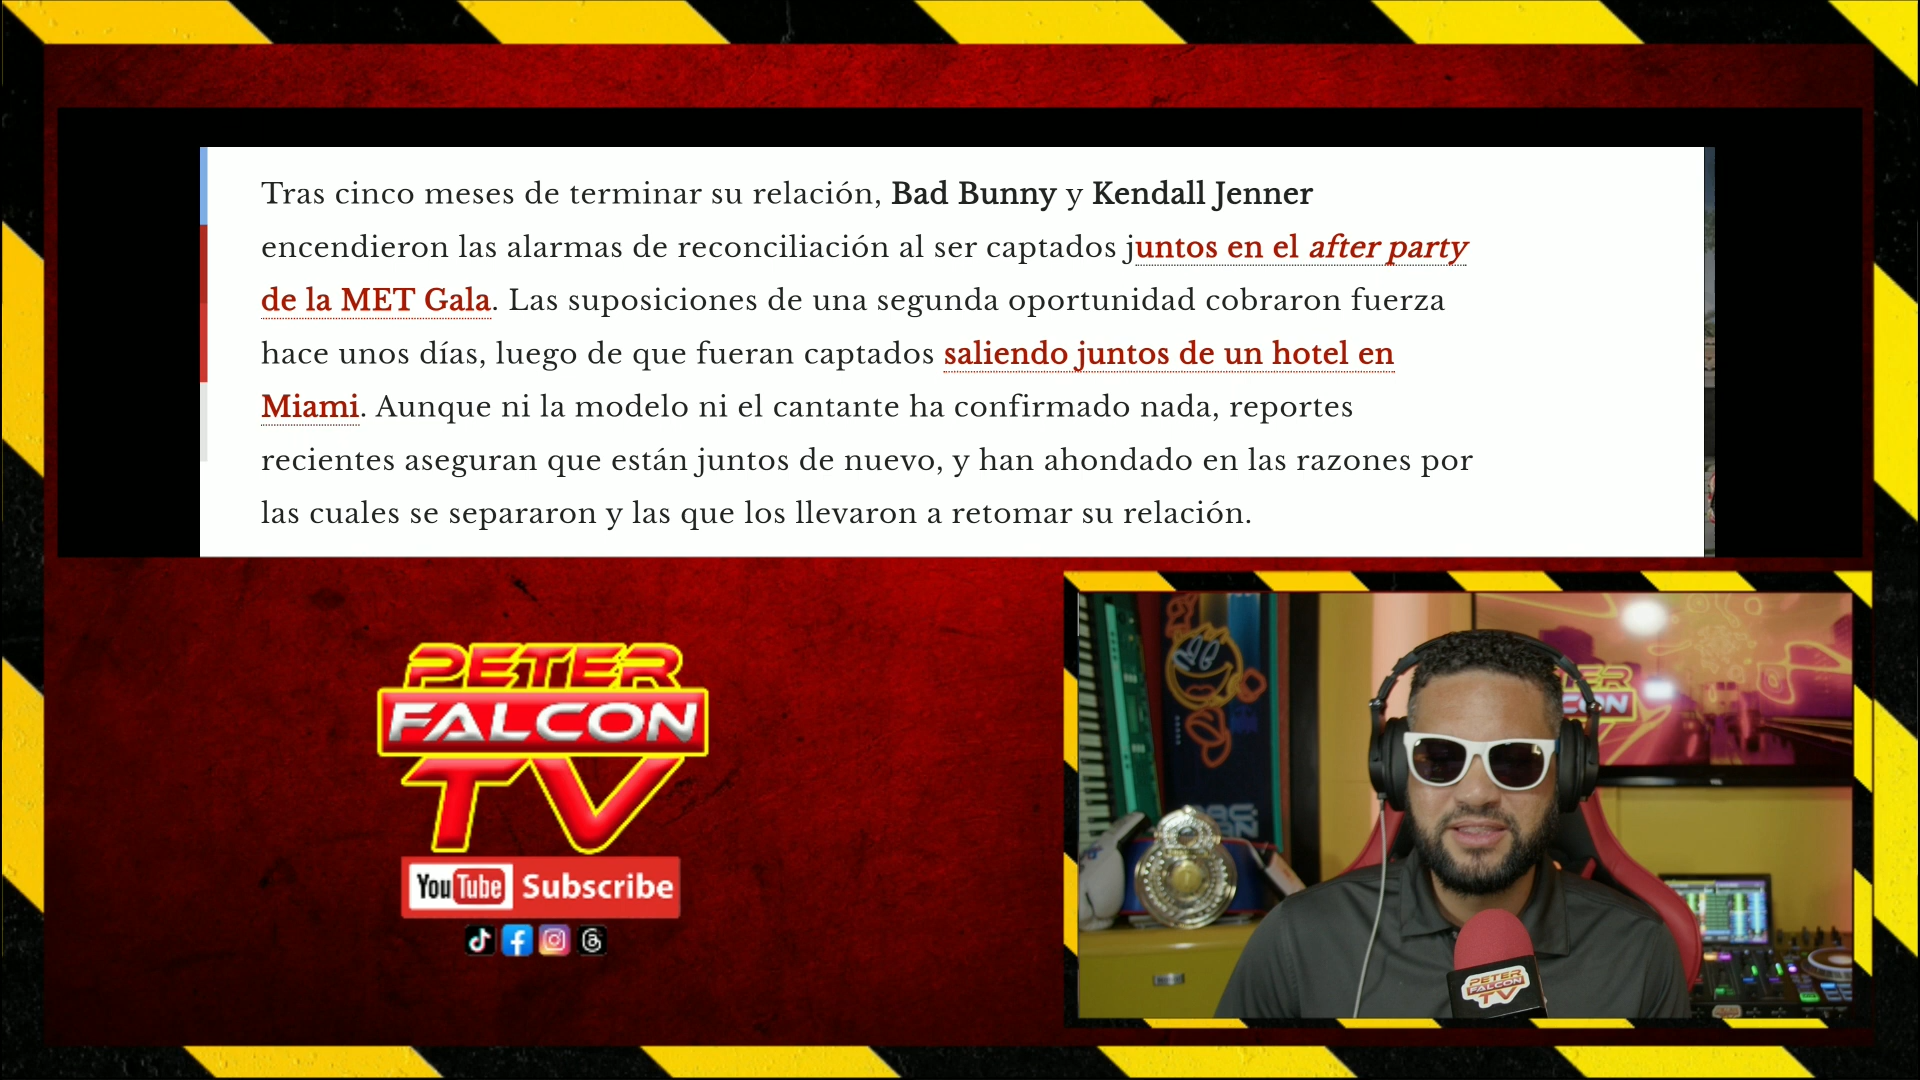 Tras cinco meses de terminar su relación, Bad Bunny y Kendall Jenner
encendieron las alarmas de reconciliación al ser captados juntos en el after party
de la MET Gala. Las suposiciones de una segunda oportunidad cobraron fuerza
hace unos días, luego de que fueran captados saliendo juntos de un hotel en
Miami. Aunque ni la modelo ni el cantante ha confirmado nada, reportes
recientes aseguran que están juntos de nuevo, y han ahondado en las razones por
las cuales se separaron y las que los llevaron a retomar su relación.
PETER
FALCON
TV
YouTube Subscribe
PETER
FALCON
TV